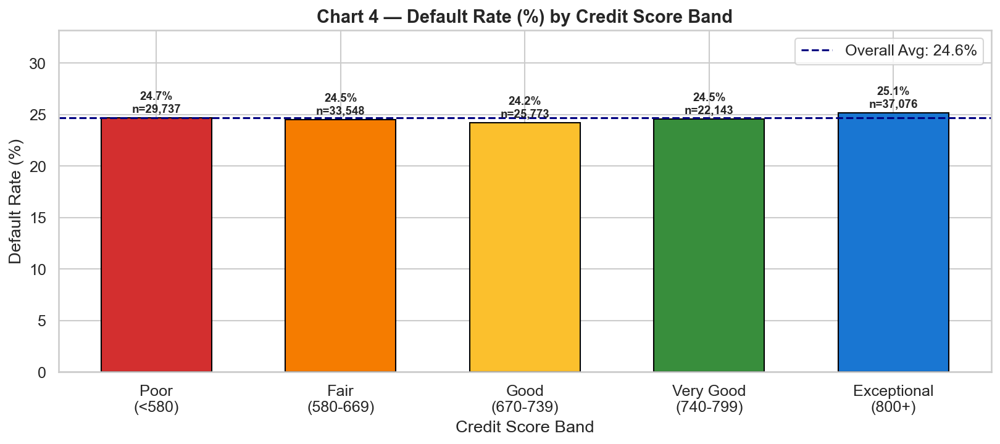 Chart 4 — Default Rate (%) by Credit Score Band
Overall Avg: 24.6%
Default Rate (%)
30
25
20
15
10
5
0
24.7%
n=29,737
24.5%
n=33,548
24.2%
n=25,773
24.5%
n=22,143
25.1%
n=37,076
Poor
(<580)
Fair
(580-669)
Good
(670-739)
Very Good
(740-799)
Exceptional
(800+)
Credit Score Band